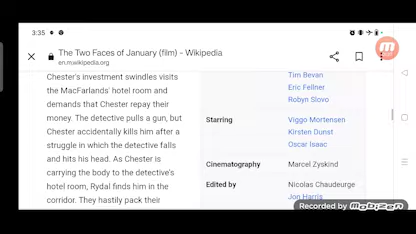 3:35
The Two Faces of January (film) – Wikipedia
en.m.wikipedia.org
Chester's investment swindles visits
the MacFarlands' hotel room and
demands that Chester repay their
money. The detective pulls a gun, but
Chester accidentally kills him after a
struggle in which the detective falls
and hits his head. As Chester is
carrying the body to the detective's
hotel room, Rydal finds him in the
corridor. They hastily pack their
Tim Bevan
Eric Fellner
Robyn Slovo
Starring
Viggo Mortensen
Kirsten Dunst
Oscar Isaac
Cinematography
Marcel Zyskind
Edited by
Nicolas Chaudeurge
Jon Harris
Recorded by MOBIZEN